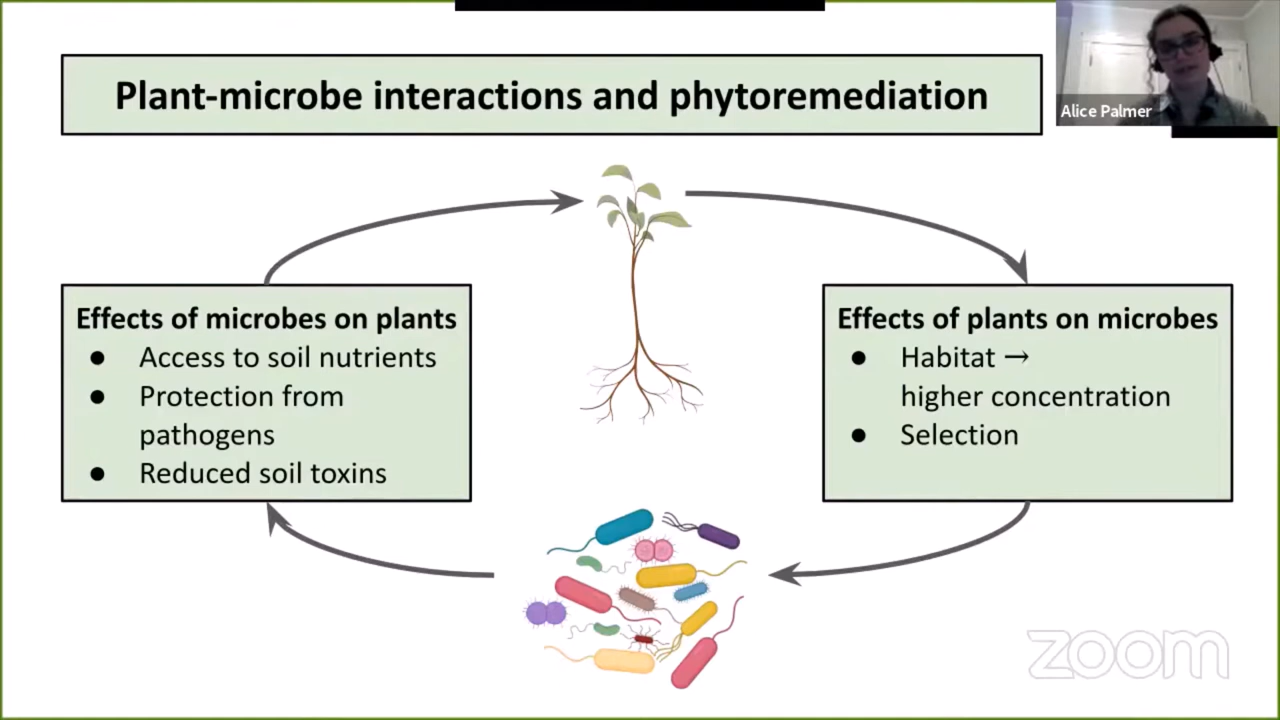 Plant-microbe interactions and phytoremediation
Alice Palmer
Effects of microbes on plants
● Access to soil nutrients
● Protection from
pathogens
● Reduced soil toxins
Effects of plants on microbes
● Habitat →
higher concentration
● Selection
zoom